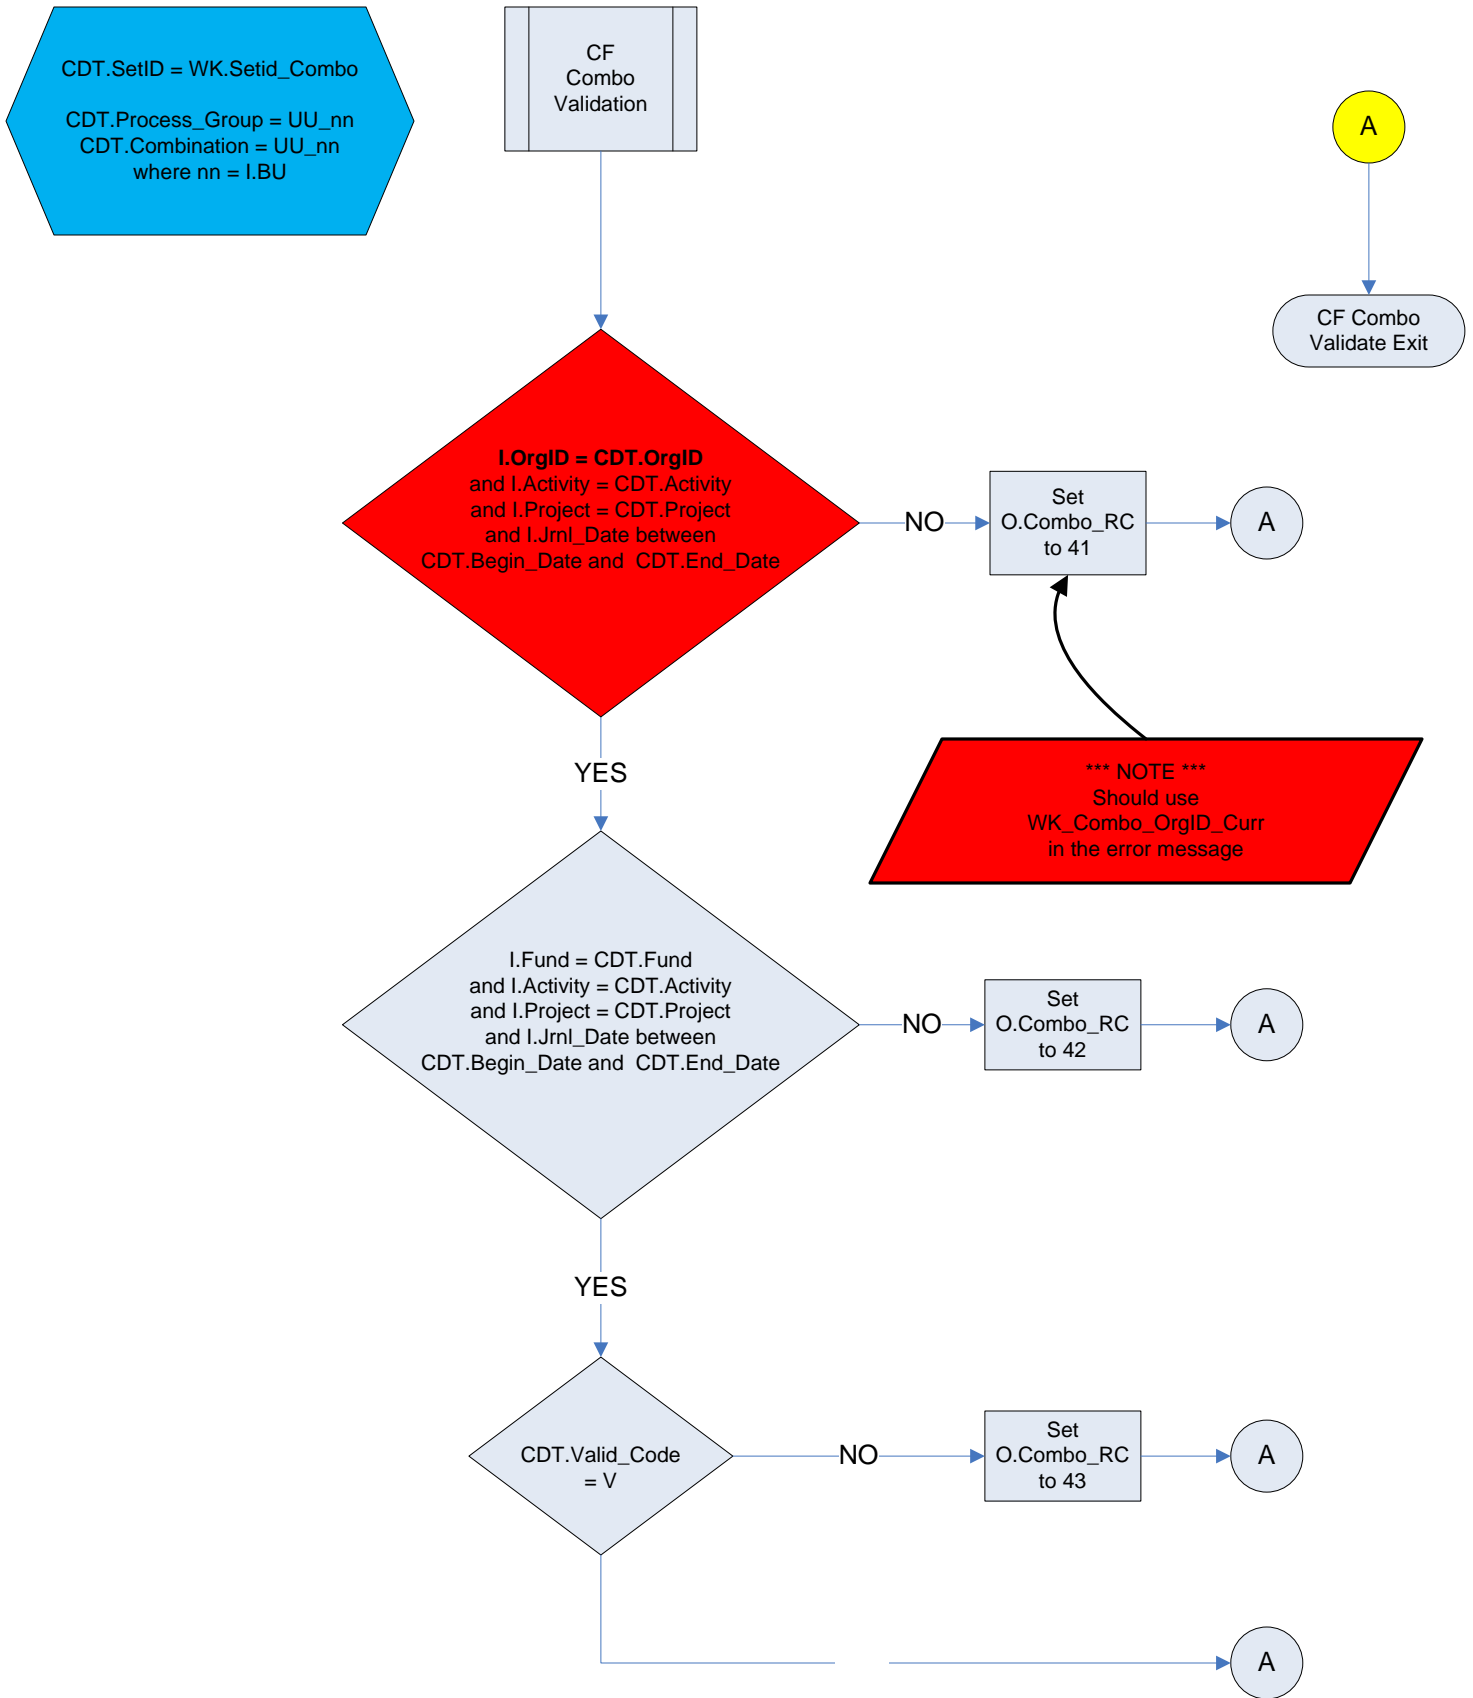 CDT.SetID = WK.Setid_Combo
CDT.Process_Group = UU_nn
CDT.Combination = UU_nn
where nn = I.BU
CF
Combo
Validation
A
CF Combo
Validate Exit
I.OrgID = CDT.OrgID
and I.Activity = CDT.Activity
and I.Project = CDT.Project
and I.Jrnl_Date between
CDT.Begin_Date and  CDT.End_Date
NO
Set
O.Combo_RC
to 41
A
YES
*** NOTE ***
Should use
WK_Combo_OrgID_Curr
in the error message
I.Fund = CDT.Fund
and I.Activity = CDT.Activity
and I.Project = CDT.Project
and I.Jrnl_Date between
CDT.Begin_Date and  CDT.End_Date
NO
Set
O.Combo_RC
to 42
A
YES
CDT.Valid_Code
= V
NO
Set
O.Combo_RC
to 43
A
A